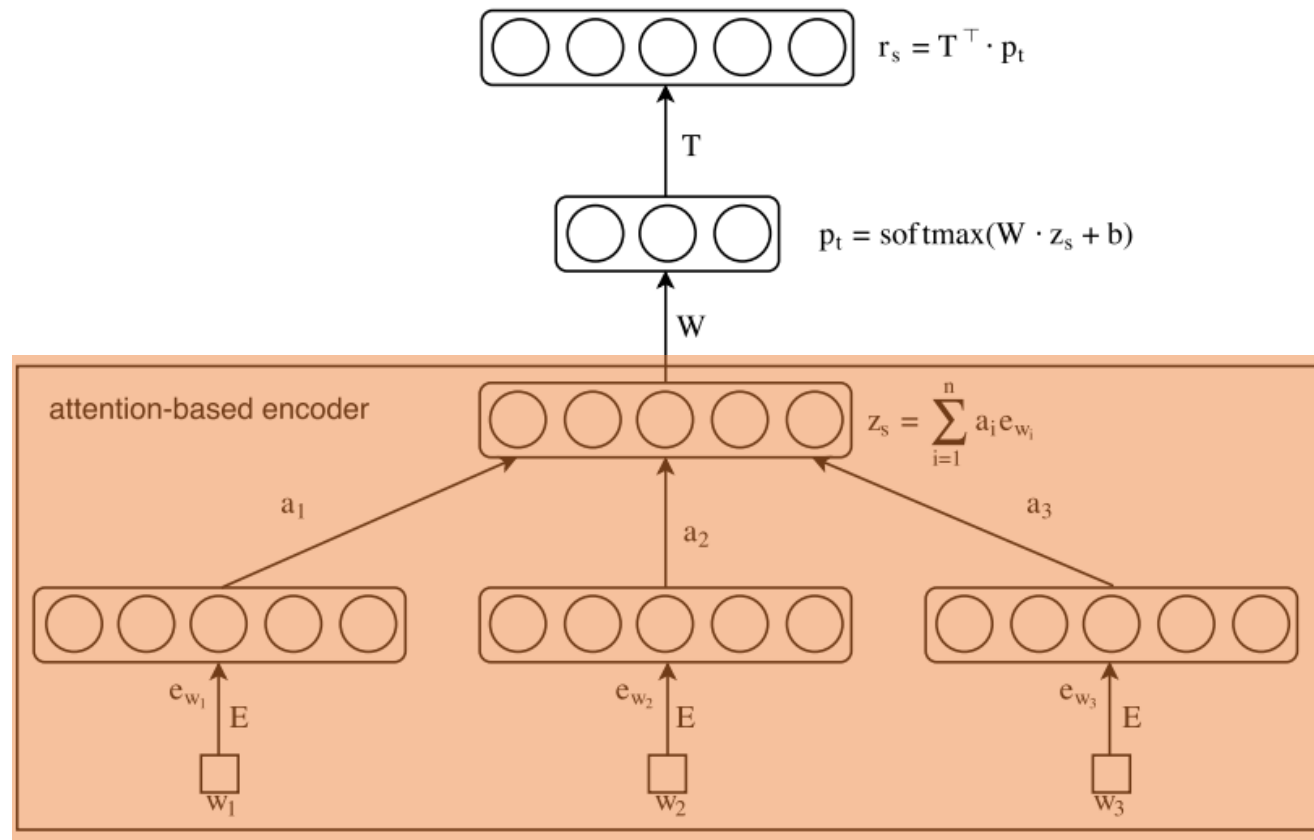 r_s = T^⊤ · p_t
T
p_t = softmax(W · z_s + b)
W
attention-based encoder
z_s = \sum_{i=1}^{n} a_i e_{w_i}
a_1
a_2
a_3
e_{w_1} E
e_{w_2} E
e_{w_3} E
w_1
w_2
w_3